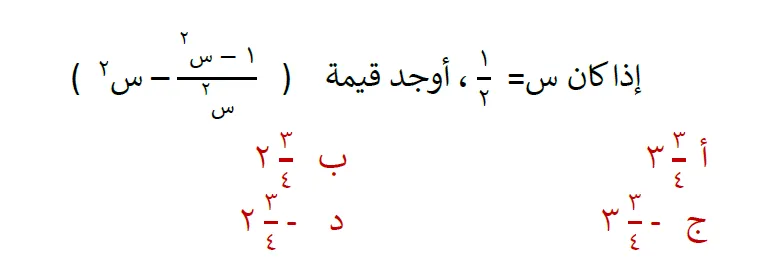 إذا كان س= ١/٢ ، أوجد قيمة ( (١ – س٢)/س٢ – س٢ )
أ ٣ ٣/٤ ب ٢ ٣/٤
ج - ٣ ٣/٤ د - ٢ ٣/٤